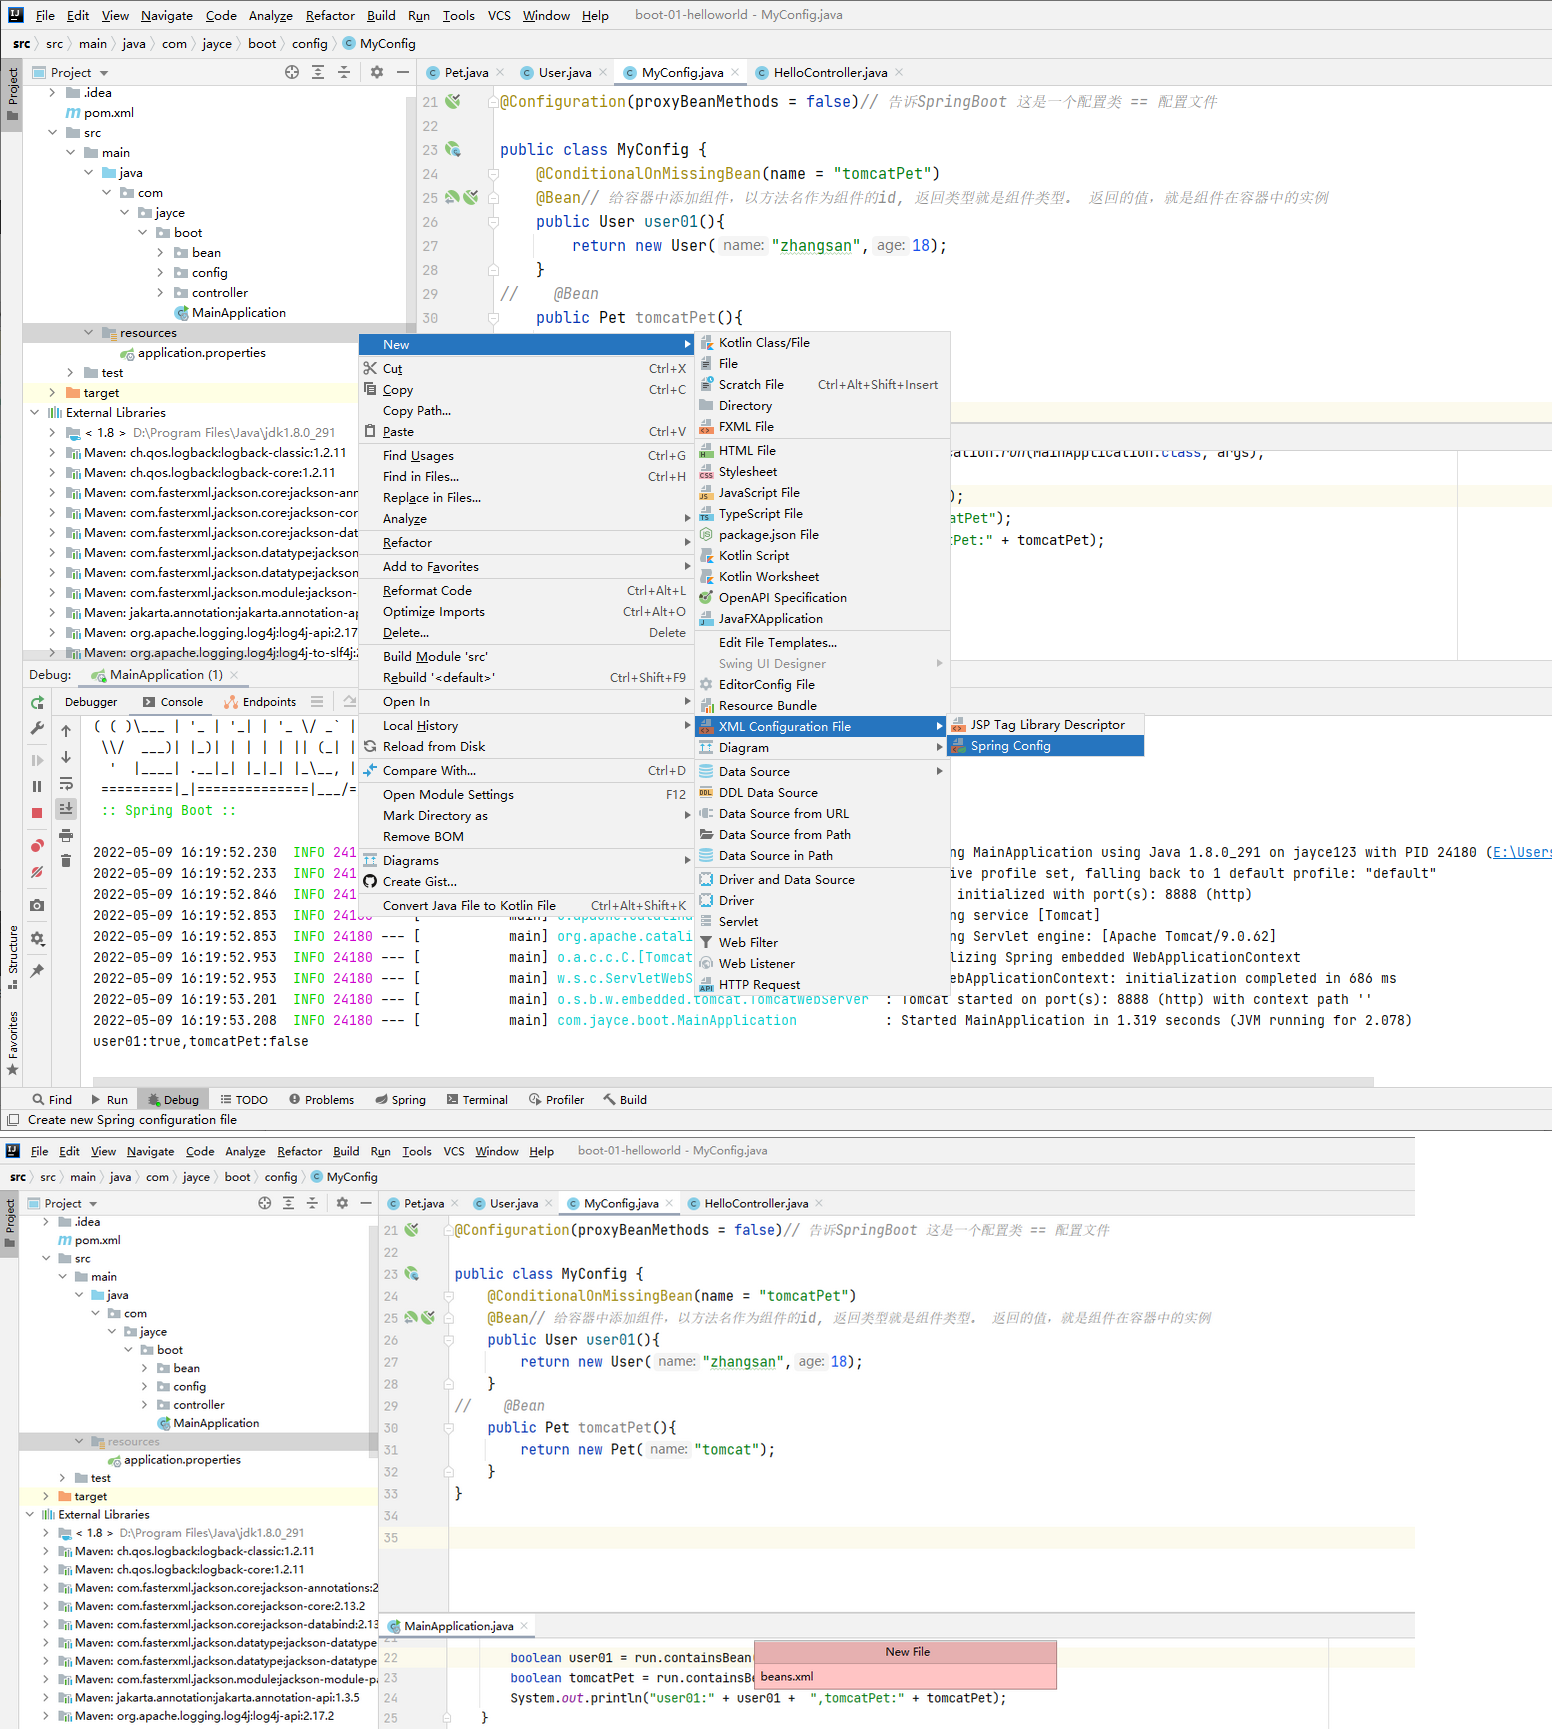 File Edit View Navigate Code Analyze Refactor Build Run Tools VCS Window Help boot-01-helloworld - MyConfig.java
src src main java com jayce boot config MyConfig
Project
Project
Pet.java User.java MyConfig.java HelloController.java
.idea
pom.xml
src
main
java
com
jayce
boot
bean
config
controller
MainApplication
resources
application.properties
test
target
External Libraries
< 1.8 > D:\Program Files\Java\jdk1.8.0_291
Maven: ch.qos.logback:logback-classic:1.2.11
Maven: ch.qos.logback:logback-core:1.2.11
Maven: com.fasterxml.jackson.core:jackson-ann
Maven: com.fasterxml.jackson.core:jackson-cor
Maven: com.fasterxml.jackson.core:jackson-dat
Maven: com.fasterxml.jackson.datatype:jackson
Maven: com.fasterxml.jackson.datatype:jackson
Maven: com.fasterxml.jackson.module:jackson-
Maven: jakarta.annotation:jakarta.annotation-ap
Maven: org.apache.logging.log4j:log4j-api:2.17
Maven: org.apache.logging.log4j:log4j-to-slf4j:2
21 @Configuration(proxyBeanMethods = false)// 告诉SpringBoot 这是一个配置类 == 配置文件
22
23 public class MyConfig {
24 @ConditionalOnMissingBean(name = "tomcatPet")
25 @Bean// 给容器中添加组件，以方法名作为组件的id, 返回类型就是组件类型. 返回的值，就是组件在容器中的实例
26 public User user01(){
27 return new User( name: "zhangsan", age: 18);
28 }
29 // @Bean
30 public Pet tomcatPet(){
cation.run(MainApplication.class, args);
);
atPet");
tPet:" + tomcatPet);
New
Cut Ctrl+X
Copy Ctrl+C
Copy Path...
Paste Ctrl+V
Find Usages Ctrl+G
Find in Files... Ctrl+H
Replace in Files...
Analyze
Refactor
Add to Favorites
Reformat Code Ctrl+Alt+L
Optimize Imports Ctrl+Alt+O
Delete... Delete
Build Module 'src'
Rebuild '<default>' Ctrl+Shift+F9
Open In
Local History
Reload from Disk
Compare With... Ctrl+D
Open Module Settings F12
Mark Directory as
Remove BOM
Diagrams
Create Gist...
Convert Java File to Kotlin File Ctrl+Alt+Shift+K
Kotlin Class/File
File
Scratch File Ctrl+Alt+Shift+Insert
Directory
FXML File
HTML File
Stylesheet
JavaScript File
TypeScript File
package.json File
Kotlin Script
Kotlin Worksheet
OpenAPI Specification
JavaFXApplication
Edit File Templates...
Swing UI Designer
EditorConfig File
Resource Bundle
XML Configuration File
Diagram
Data Source
DDL Data Source
Data Source from URL
Data Source from Path
Data Source in Path
Driver and Data Source
Driver
Servlet
Web Filter
Web Listener
HTTP Request
JSP Tag Library Descriptor
Spring Config
Debug: MainApplication (1)
Debugger Console Endpoints
( ( )\___ | '_ | '_| | '_ \/ _` |
\\/ ___)| |_)| | | | | || (_| |
' |____| .__|_| |_|_| |_\__, |
=========|_|==============|___/=
:: Spring Boot ::
2022-05-09 16:19:52.230 INFO 241 ng MainApplication using Java 1.8.0_291 on jayce123 with PID 24180 (E:\Users
2022-05-09 16:19:52.233 INFO 241 ive profile set, falling back to 1 default profile: "default"
2022-05-09 16:19:52.846 INFO 241 initialized with port(s): 8888 (http)
2022-05-09 16:19:52.853 INFO 24180 --- [ main] o.apache.catalina ng service [Tomcat]
2022-05-09 16:19:52.853 INFO 24180 --- [ main] org.apache.catali ng Servlet engine: [Apache Tomcat/9.0.62]
2022-05-09 16:19:52.953 INFO 24180 --- [ main] o.a.c.c.C.[Tomcat lizing Spring embedded WebApplicationContext
2022-05-09 16:19:52.953 INFO 24180 --- [ main] w.s.c.ServletWebS ebApplicationContext: initialization completed in 686 ms
2022-05-09 16:19:53.201 INFO 24180 --- [ main] o.s.b.w.embedded.tomcat.TomcatWebServer : Tomcat started on port(s): 8888 (http) with context path ''
2022-05-09 16:19:53.208 INFO 24180 --- [ main] com.jayce.boot.MainApplication : Started MainApplication in 1.319 seconds (JVM running for 2.078)
user01:true,tomcatPet:false
Structure
Favorites
Find Run Debug TODO Problems Spring Terminal Profiler Build
Create new Spring configuration file
File Edit View Navigate Code Analyze Refactor Build Run Tools VCS Window Help boot-01-helloworld - MyConfig.java
src src main java com jayce boot config MyConfig
Project
Project
Pet.java User.java MyConfig.java HelloController.java
.idea
pom.xml
src
main
java
com
jayce
boot
bean
config
controller
MainApplication
resources
application.properties
test
target
External Libraries
< 1.8 > D:\Program Files\Java\jdk1.8.0_291
Maven: ch.qos.logback:logback-classic:1.2.11
Maven: ch.qos.logback:logback-core:1.2.11
Maven: com.fasterxml.jackson.core:jackson-annotations:2
Maven: com.fasterxml.jackson.core:jackson-core:2.13.2
Maven: com.fasterxml.jackson.core:jackson-databind:2.13
Maven: com.fasterxml.jackson.datatype:jackson-datatype
Maven: com.fasterxml.jackson.datatype:jackson-datatype
Maven: com.fasterxml.jackson.module:jackson-module-pa
Maven: jakarta.annotation:jakarta.annotation-api:1.3.5
Maven: org.apache.logging.log4j:log4j-api:2.17.2
21 @Configuration(proxyBeanMethods = false)// 告诉SpringBoot 这是一个配置类 == 配置文件
22
23 public class MyConfig {
24 @ConditionalOnMissingBean(name = "tomcatPet")
25 @Bean// 给容器中添加组件，以方法名作为组件的id, 返回类型就是组件类型. 返回的值，就是组件在容器中的实例
26 public User user01(){
27 return new User( name: "zhangsan", age: 18);
28 }
29 // @Bean
30 public Pet tomcatPet(){
31 return new Pet( name: "tomcat");
32 }
33 }
34
35
MainApplication.java
21
22 boolean user01 = run.containsBean
23 boolean tomcatPet = run.containsBe
24 System.out.println("user01:" + user01 + ",tomcatPet:" + tomcatPet);
25 }
New File
beans.xml